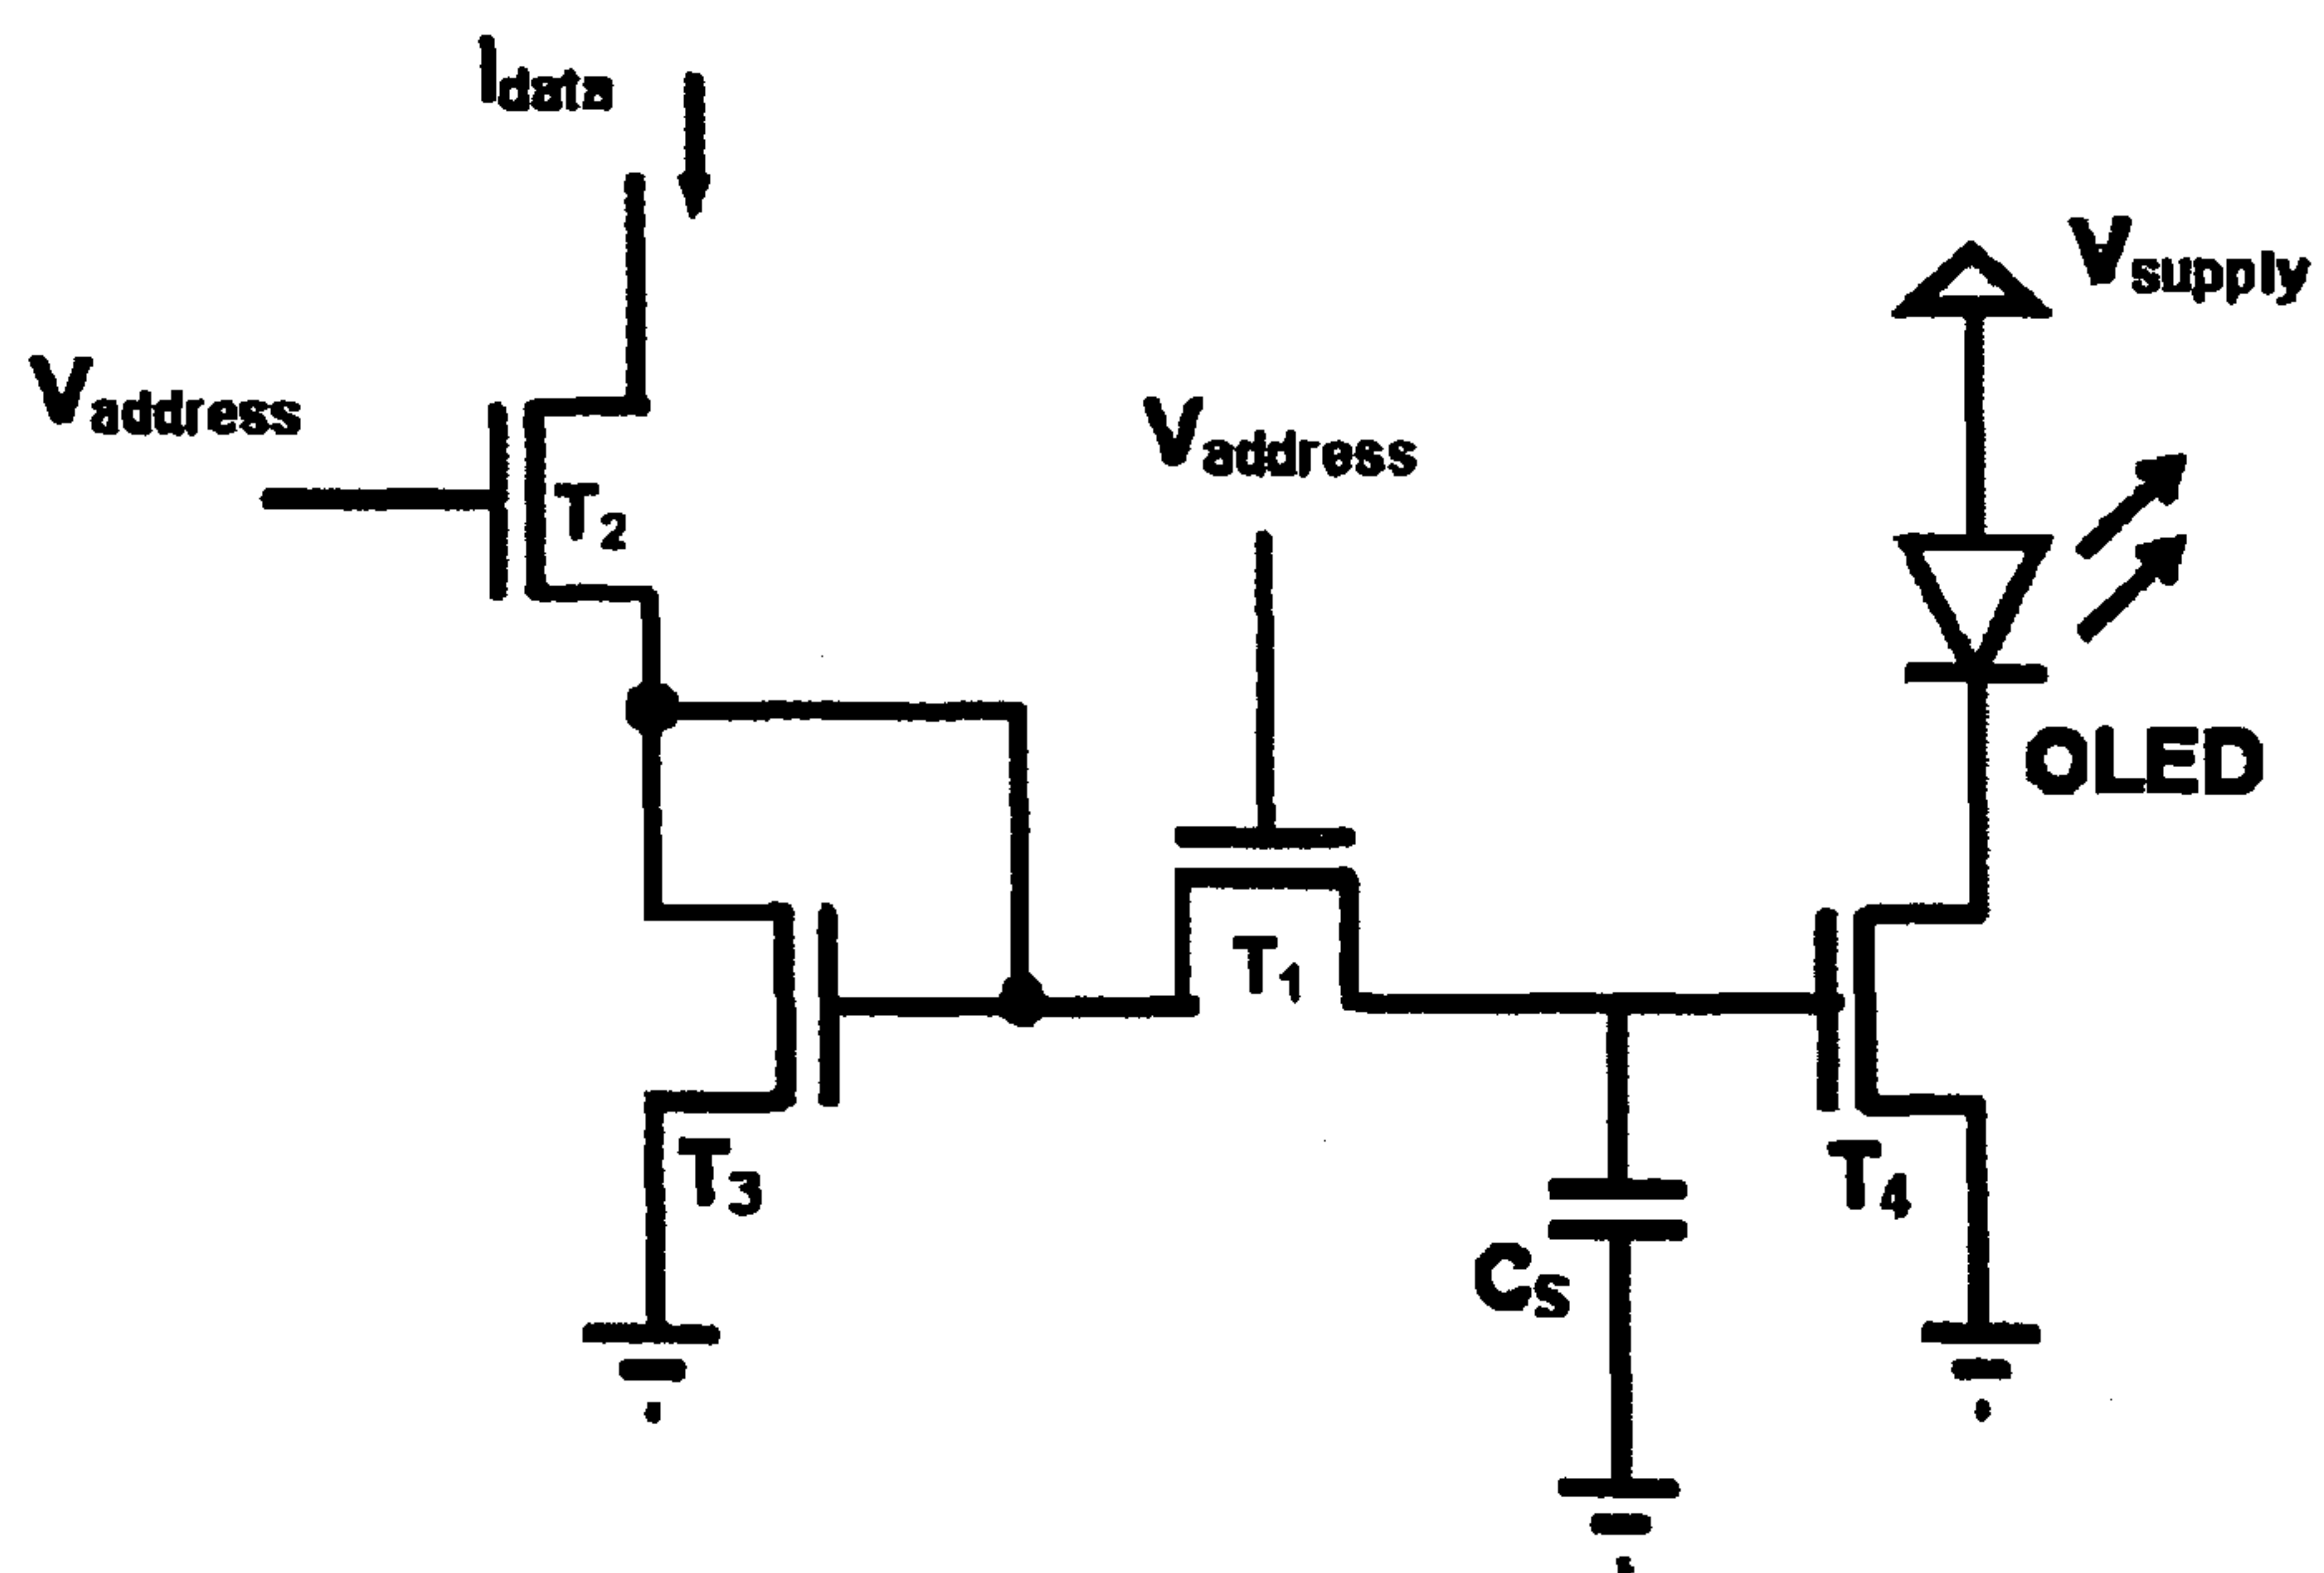 Idata
Vsupply
Vaddress
Vaddress
T2
OLED
T1
T3
T4
Cs